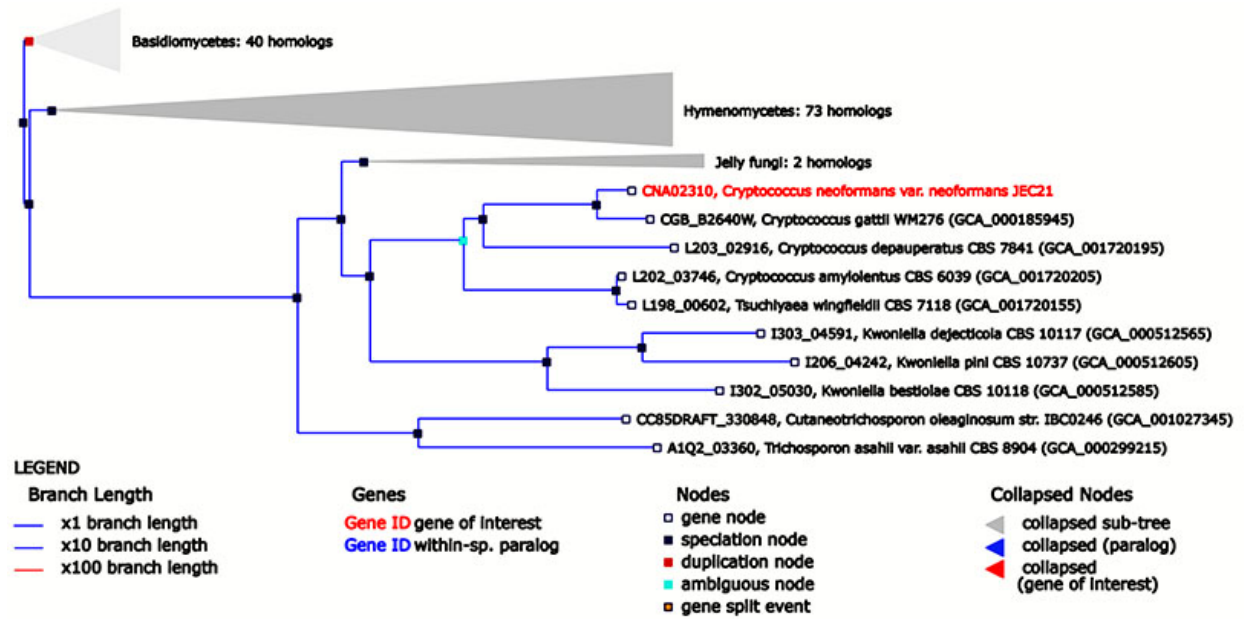 Basidiomycetes: 40 homologs
Hymenomycetes: 73 homologs
Jelly fungi: 2 homologs
CNA02310, Cryptococcus neoformans var. neoformans JEC21
CGB_B2640W, Cryptococcus gattii WM276 (GCA_000185945)
L203_02916, Cryptococcus depauperatus CBS 7841 (GCA_001720195)
L202_03746, Cryptococcus amylolentus CBS 6039 (GCA_001720205)
L198_00602, Tsuchiyaea wingfieldii CBS 7118 (GCA_001720155)
I303_04591, Kwoniella dejecticola CBS 10117 (GCA_000512565)
I206_04242, Kwoniella pini CBS 10737 (GCA_000512605)
I302_05030, Kwoniella bestiolae CBS 10118 (GCA_000512585)
CC85DRAFT_330848, Cutaneotrichosporon oleaginosum str. IBC0246 (GCA_001027345)
A1Q2_03360, Trichosporon asahii var. asahii CBS 8904 (GCA_000299215)
LEGEND
Branch Length
x1 branch length
x10 branch length
x100 branch length
Genes
Gene ID gene of interest
Gene ID within-sp. paralog
Nodes
gene node
speciation node
duplication node
ambiguous node
gene split event
Collapsed Nodes
collapsed sub-tree
collapsed (paralog)
collapsed
(gene of interest)